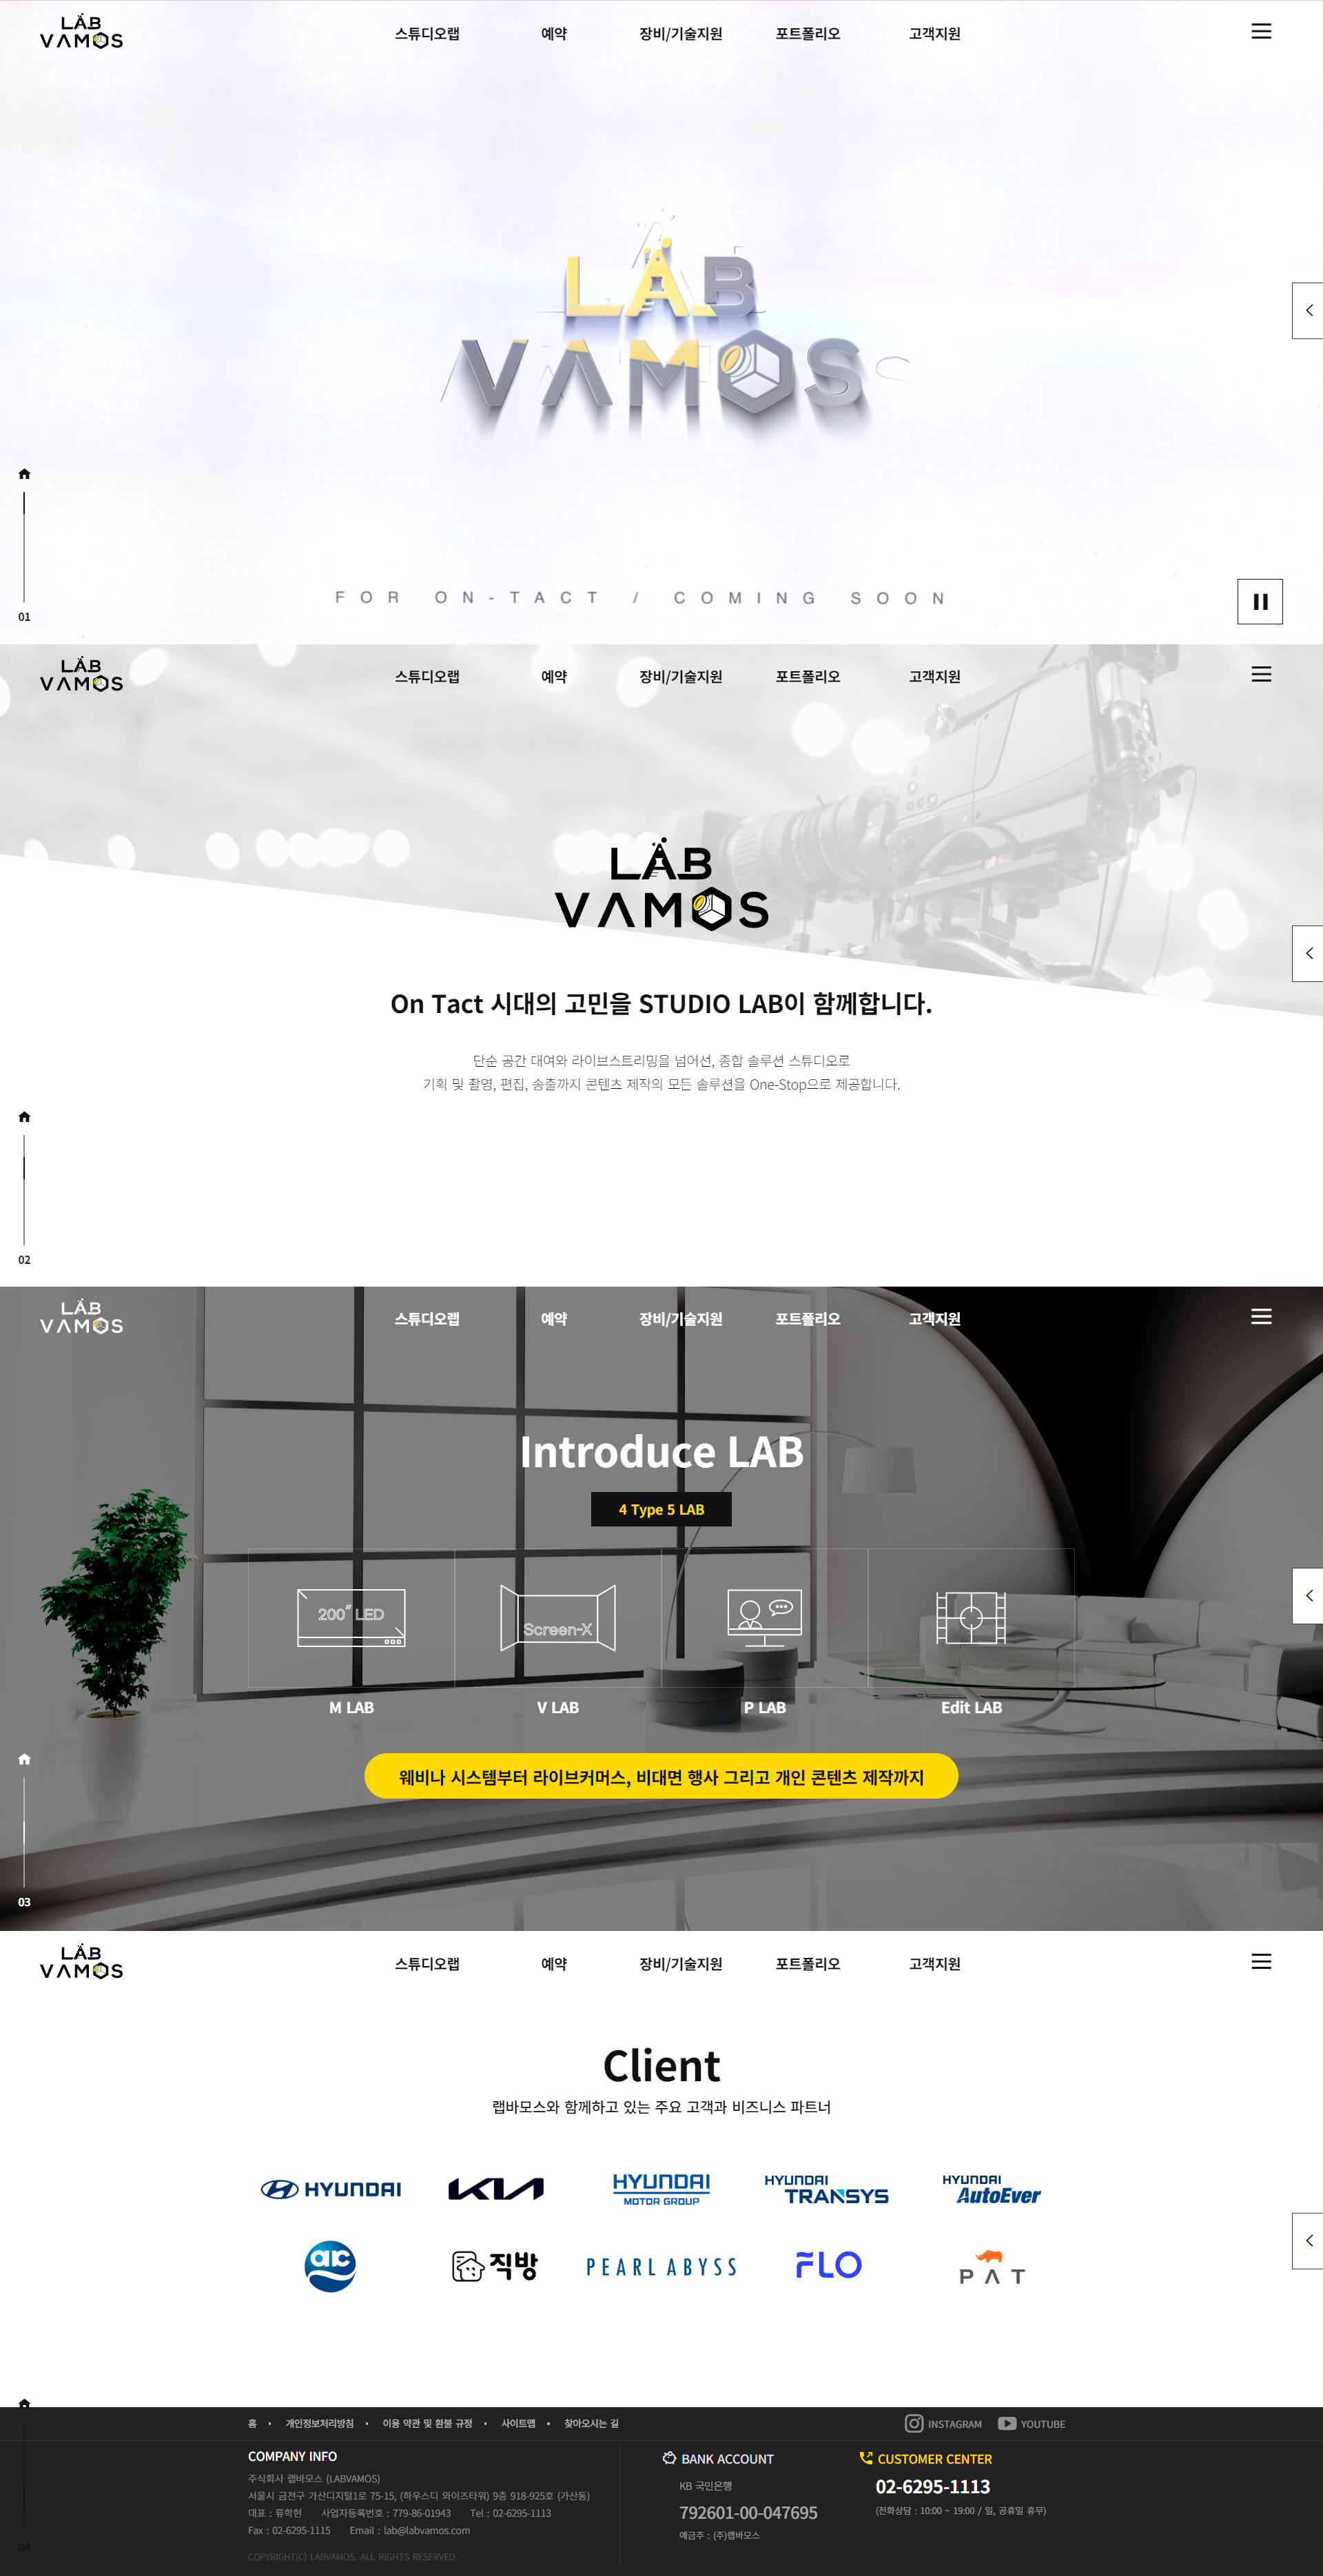 LAB
VAMOS
스튜디오랩 예약 장비/기술지원 포트폴리오 고객지원
LAB
VAMOS
FOR ON-TACT / COMING SOON
01
LAB
VAMOS
스튜디오랩 예약 장비/기술지원 포트폴리오 고객지원
LAB
VAMOS
On Tact 시대의 고민을 STUDIO LAB이 함께합니다.
단순 공간 대여와 라이브스트리밍을 넘어선, 종합 솔루션 스튜디오로
기획 및 촬영, 편집, 송출까지 콘텐츠 제작의 모든 솔루션을 One-Stop으로 제공합니다.
02
LAB
VAMOS
스튜디오랩 예약 장비/기술지원 포트폴리오 고객지원
Introduce LAB
4 Type 5 LAB
200″ LED
Screen-X
M LAB V LAB P LAB Edit LAB
웨비나 시스템부터 라이브커머스, 비대면 행사 그리고 개인 콘텐츠 제작까지
03
LAB
VAMOS
스튜디오랩 예약 장비/기술지원 포트폴리오 고객지원
Client
랩바모스와 함께하고 있는 주요 고객과 비즈니스 파트너
HYUNDAI
KIA
HYUNDAI
MOTOR GROUP
HYUNDAI
TRANSYS
HYUNDAI
AutoEver
arc
직방
PEARL ABYSS
FLO
PAT
홈 • 개인정보처리방침 • 이용 약관 및 환불 규정 • 사이트맵 • 찾아오시는 길
INSTAGRAM YOUTUBE
COMPANY INFO
주식회사 랩바모스 (LABVAMOS)
서울시 금천구 가산디지털1로 75-15, (하우스디 와이즈타워) 9층 918-925호 (가산동)
대표 : 류학현 사업자등록번호 : 779-86-01943 Tel : 02-6295-1113
Fax : 02-6295-1115 Email : lab@labvamos.com
COPYRIGHT(C) LABVAMOS. ALL RIGHTS RESERVED.
BANK ACCOUNT
KB 국민은행
792601-00-047695
예금주 : (주)랩바모스
CUSTOMER CENTER
02-6295-1113
(전화상담 : 10:00 ~ 19:00 / 일, 공휴일 휴무)
04